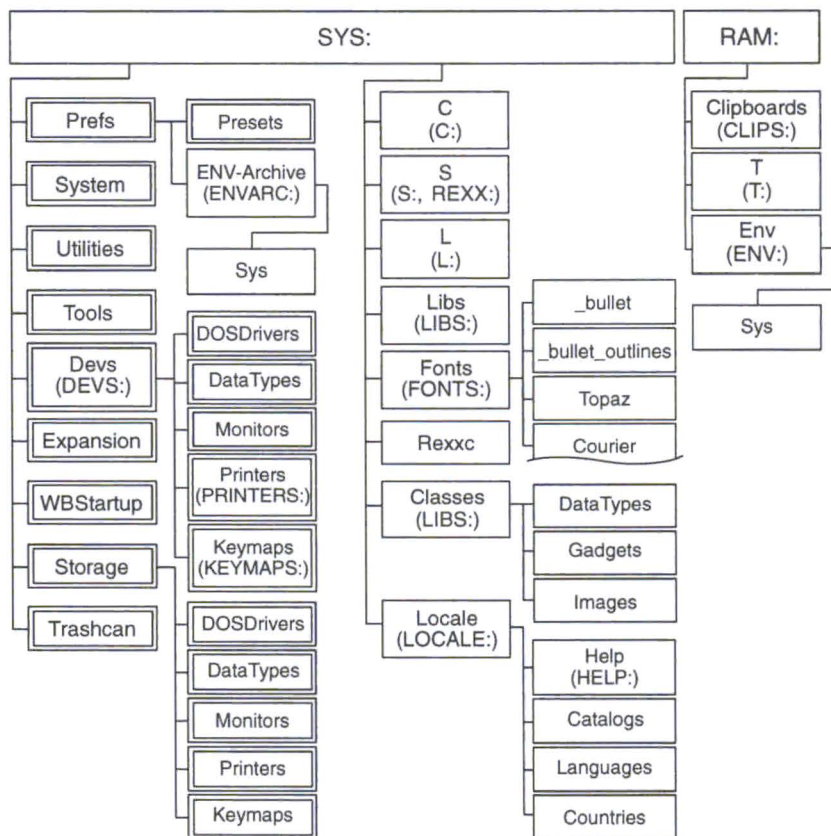 SYS:
RAM:
Prefs
Presets
ENV-Archive
(ENVARC:)
Sys
System
Utilities
Tools
Devs
(DEVS:)
DOSDrivers
DataTypes
Monitors
Printers
(PRINTERS:)
Keymaps
(KEYMAPS:)
Expansion
WBStartup
Storage
DOSDrivers
DataTypes
Monitors
Printers
Keymaps
Trashcan
C
(C:)
S
(S:, REXX:)
L
(L:)
Libs
(LIBS:)
Fonts
(FONTS:)
_bullet
_bullet_outlines
Topaz
Courier
Rexxc
Classes
(LIBS:)
DataTypes
Gadgets
Images
Locale
(LOCALE:)
Help
(HELP:)
Catalogs
Languages
Countries
Clipboards
(CLIPS:)
T
(T:)
Env
(ENV:)
Sys